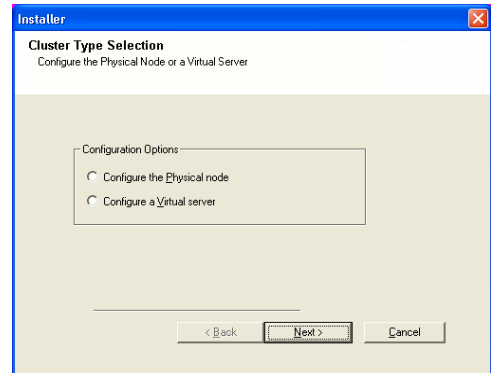 Installer
Cluster Type Selection
Configure the Physical Node or a Virtual Server
Configuration Options
Configure the Physical node
Configure a Virtual server
< Back
Next >
Cancel